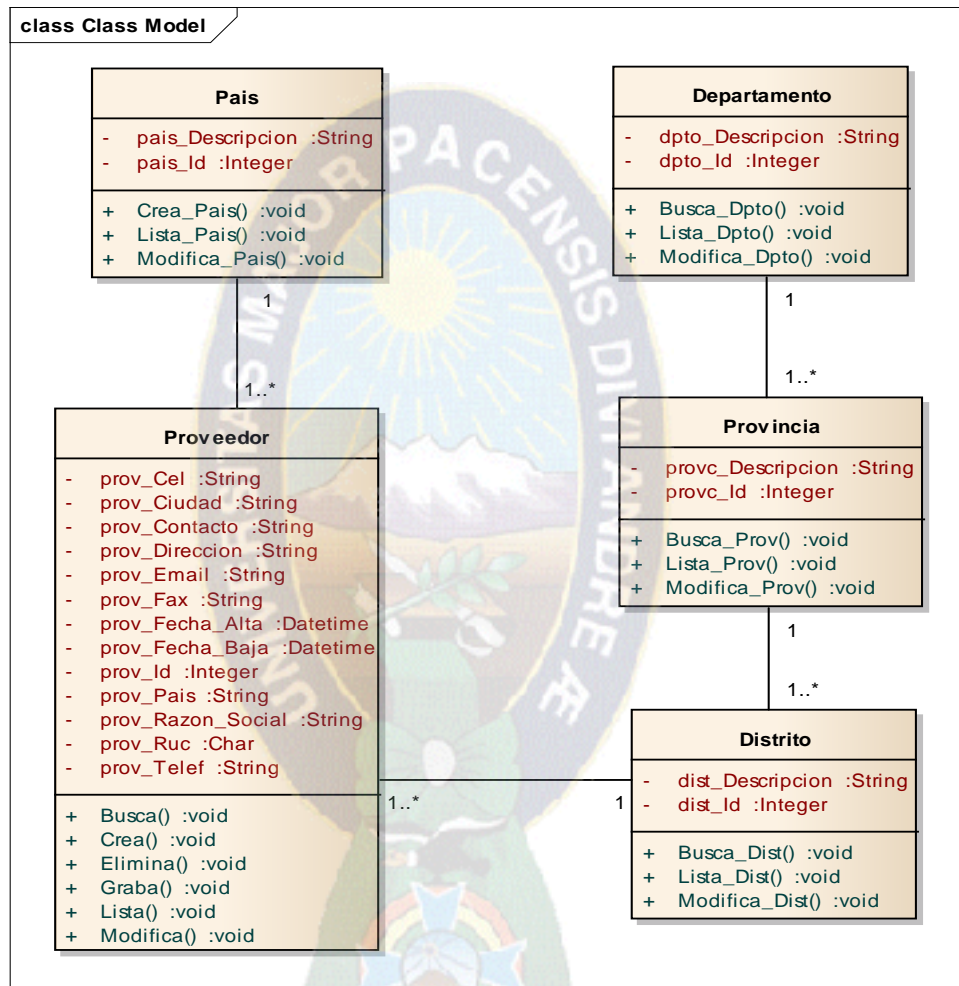 class Class Model
Pais
- pais_Descripcion :String
- pais_Id :Integer
+ Crea_Pais() :void
+ Lista_Pais() :void
+ Modifica_Pais() :void
1
1..*
Departamento
- dpto_Descripcion :String
- dpto_Id :Integer
+ Busca_Dpto() :void
+ Lista_Dpto() :void
+ Modifica_Dpto() :void
1
1..*
Proveedor
- prov_Cel :String
- prov_Ciudad :String
- prov_Contacto :String
- prov_Direccion :String
- prov_Email :String
- prov_Fax :String
- prov_Fecha_Alta :Datetime
- prov_Fecha_Baja :Datetime
- prov_Id :Integer
- prov_Pais :String
- prov_Razon_Social :String
- prov_Ruc :Char
- prov_Telef :String
+ Busca() :void
+ Crea() :void
+ Elimina() :void
+ Graba() :void
+ Lista() :void
+ Modifica() :void
1..*
1
Provincia
- provc_Descripcion :String
- provc_Id :Integer
+ Busca_Prov() :void
+ Lista_Prov() :void
+ Modifica_Prov() :void
1
1..*
Distrito
- dist_Descripcion :String
- dist_Id :Integer
+ Busca_Dist() :void
+ Lista_Dist() :void
+ Modifica_Dist() :void
UNIVERSITAS MAJOR PACENSIS DIVI ANDRE Æ